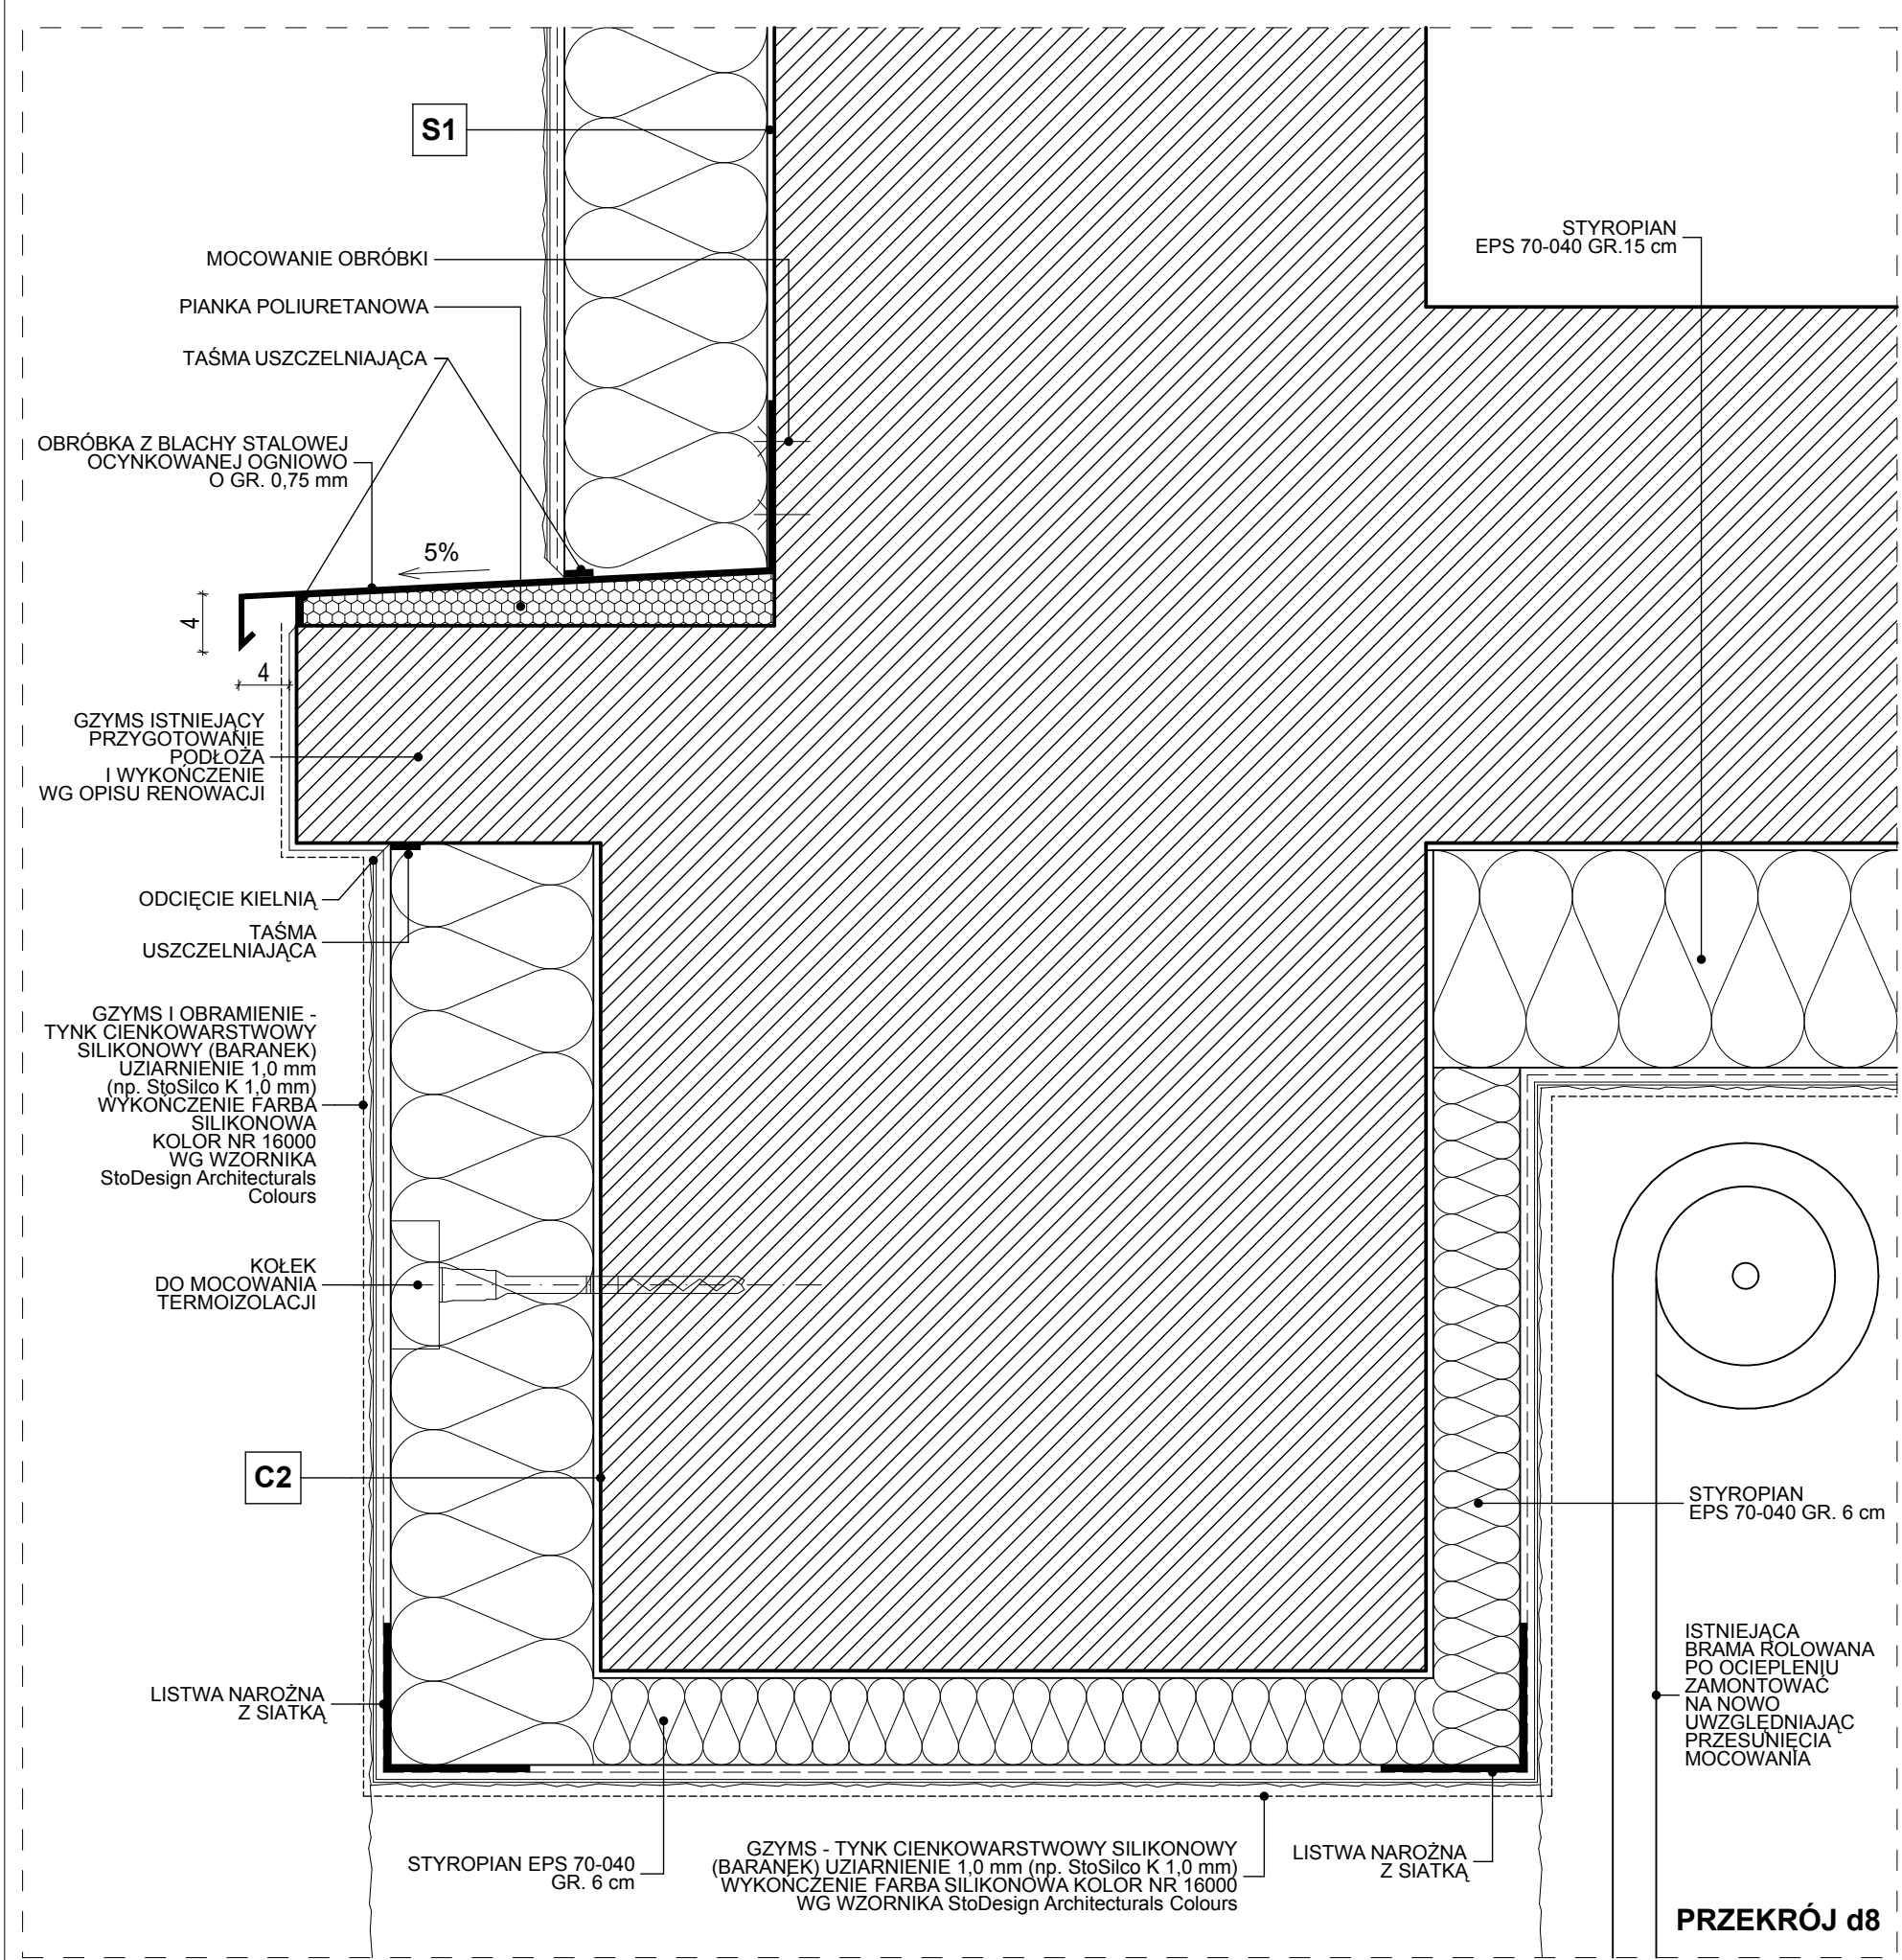 S1
MOCOWANIE OBRÓBKI
PIANKA POLIURETANOWA
TAŚMA USZCZELNIAJĄCA
OBRÓBKA Z BLACHY STALOWEJ
OCYNKOWANEJ OGNIOWO
O GR. 0,75 mm
5%
4
4
STYROPIAN
EPS 70-040 GR.15 cm
GZYMS ISTNIEJĄCY
PRZYGOTOWANIE
PODŁOŻA
I WYKOŃCZENIE
WG OPISU RENOWACJI
ODCIĘCIE KIELNIĄ
TAŚMA
USZCZELNIAJĄCA
GZYMS I OBRAMIENIE -
TYNK CIENKOWARSTWOWY
SILIKONOWY (BARANEK)
UZIARNIENIE 1,0 mm
(np. StoSilco K 1,0 mm)
WYKOŃCZENIE FARBA
SILIKONOWA
KOLOR NR 16000
WG WZORNIKA
StoDesign Architecturals
Colours
KOŁEK
DO MOCOWANIA
TERMOIZOLACJI
C2
STYROPIAN
EPS 70-040 GR. 6 cm
LISTWA NAROŻNA
Z SIATKĄ
ISTNIEJĄCA
BRAMA ROLOWANA
PO OCIEPLENIU
ZAMONTOWAĆ
NA NOWO
UWZGLĘDNIAJĄC
PRZESUNIĘCIA
MOCOWANIA
STYROPIAN EPS 70-040
GR. 6 cm
GZYMS - TYNK CIENKOWARSTWOWY SILIKONOWY
(BARANEK) UZIARNIENIE 1,0 mm (np. StoSilco K 1,0 mm)
WYKOŃCZENIE FARBA SILIKONOWA KOLOR NR 16000
WG WZORNIKA StoDesign Architecturals Colours
LISTWA NAROŻNA
Z SIATKĄ
PRZEKRÓJ d8